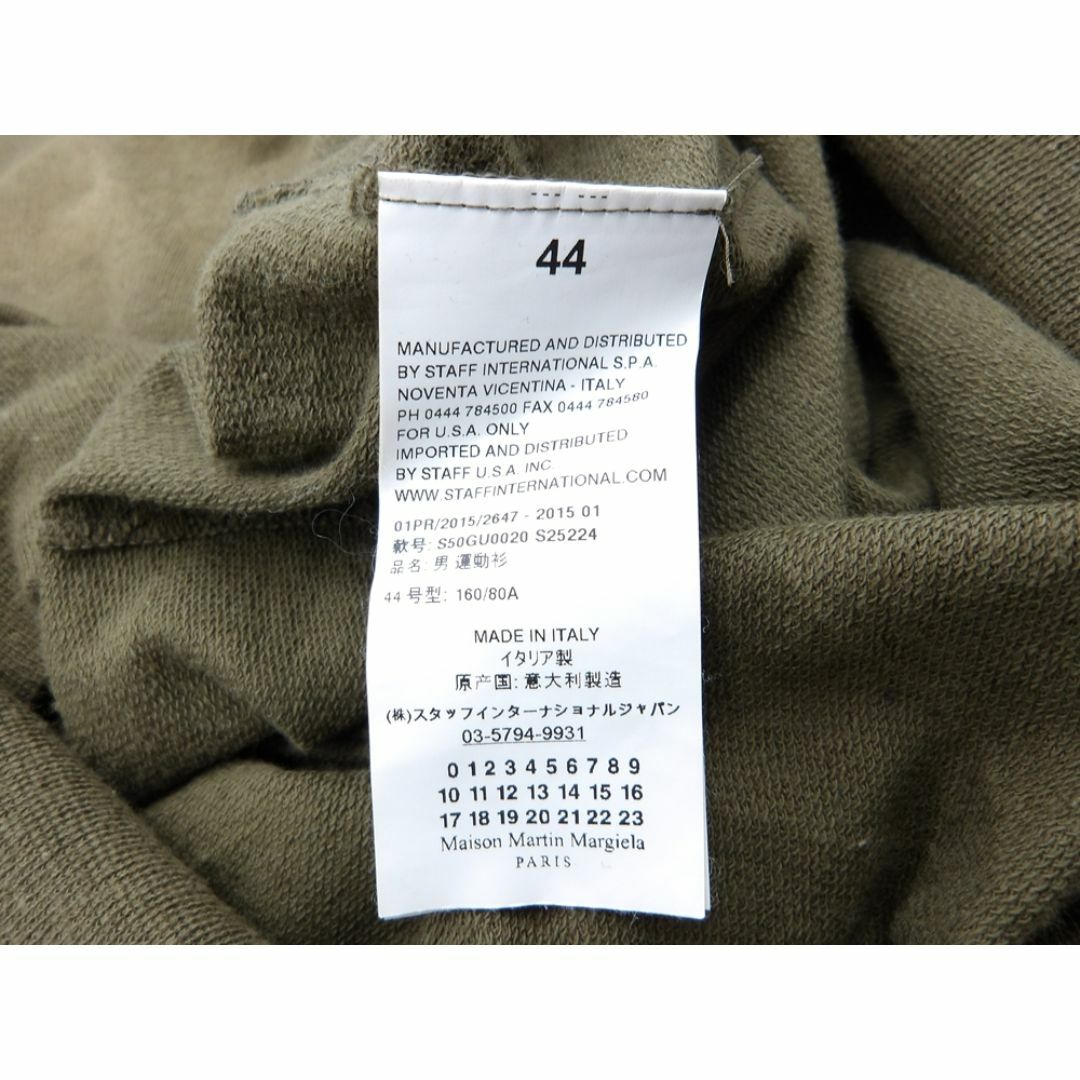 44
MANUFACTURED AND DISTRIBUTED
BY STAFF INTERNATIONAL S.P.A.
NOVENTA VICENTINA - ITALY
PH 0444 784500 FAX 0444 784580
FOR U.S.A. ONLY
IMPORTED AND DISTRIBUTED
BY STAFF U.S.A. INC.
WWW.STAFFINTERNATIONAL.COM
01PR/2015/2647 - 2015 01
款号: S50GU0020 S25224
品名: 男 運動衫
44 号型: 160/80A
MADE IN ITALY
イタリア製
原产国: 意大利製造
(株)スタッフインターナショナルジャパン
03-5794-9931
0 1 2 3 4 5 6 7 8 9
10 11 12 13 14 15 16
17 18 19 20 21 22 23
Maison Martin Margiela
PARIS